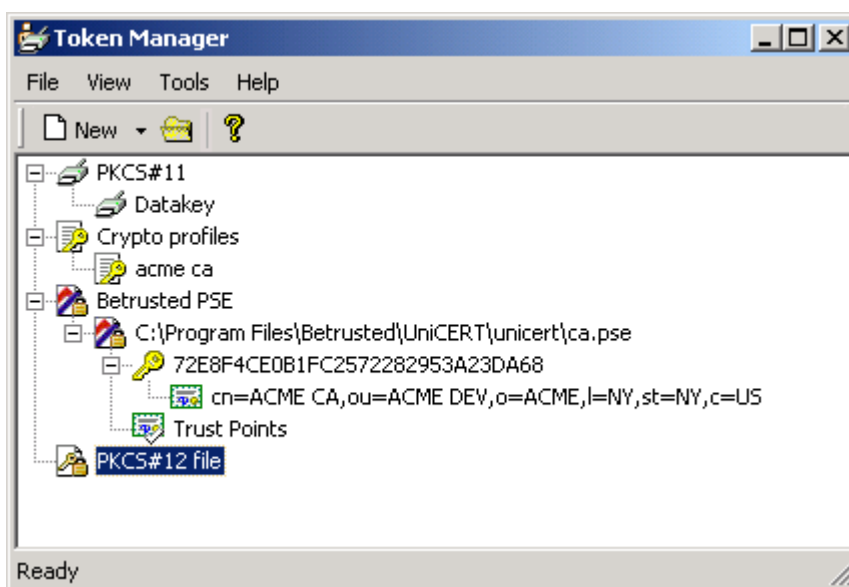 Token Manager
File View Tools Help
New
PKCS#11
Datakey
Crypto profiles
acme ca
Betrusted PSE
C:\Program Files\Betrusted\UniCERT\unicert\ca.pse
72E8F4CE0B1FC2572282953A23DA68
cn=ACME CA,ou=ACME DEV,o=ACME,l=NY,st=NY,c=US
Trust Points
PKCS#12 file
Ready